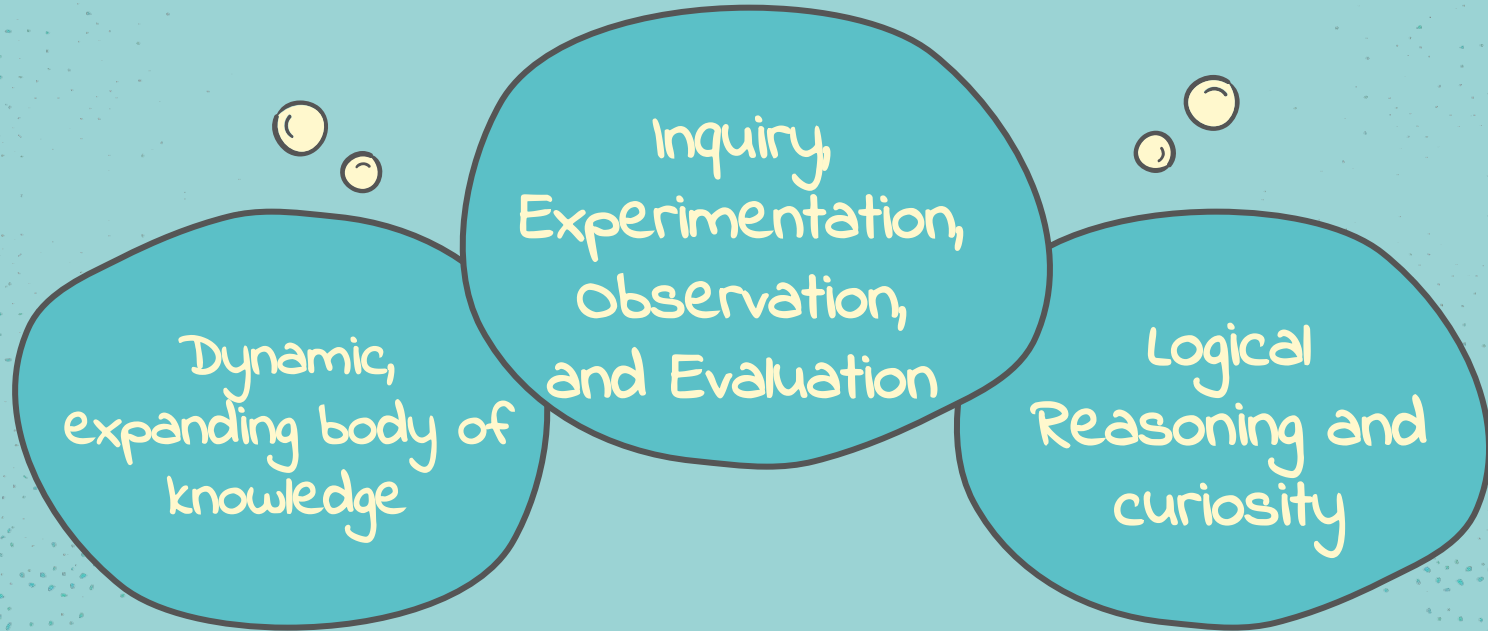 Inquiry,
Experimentation,
Observation,
and Evaluation
Dynamic,
expanding body of
knowledge
Logical
Reasoning and
curiosity